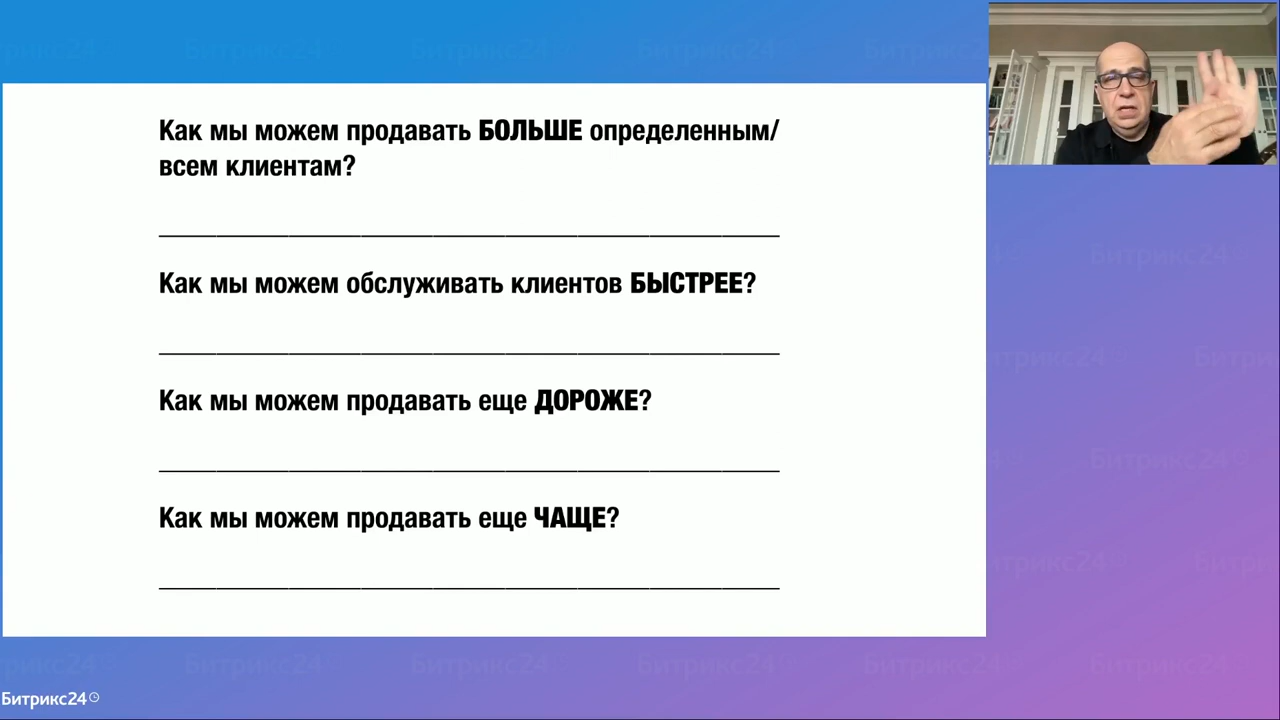 Как мы можем продавать БОЛЬШЕ определенным/
всем клиентам?
Как мы можем обслуживать клиентов БЫСТРЕЕ?
Как мы можем продавать еще ДОРОЖЕ?
Как мы можем продавать еще ЧАЩЕ?
Битрикс24